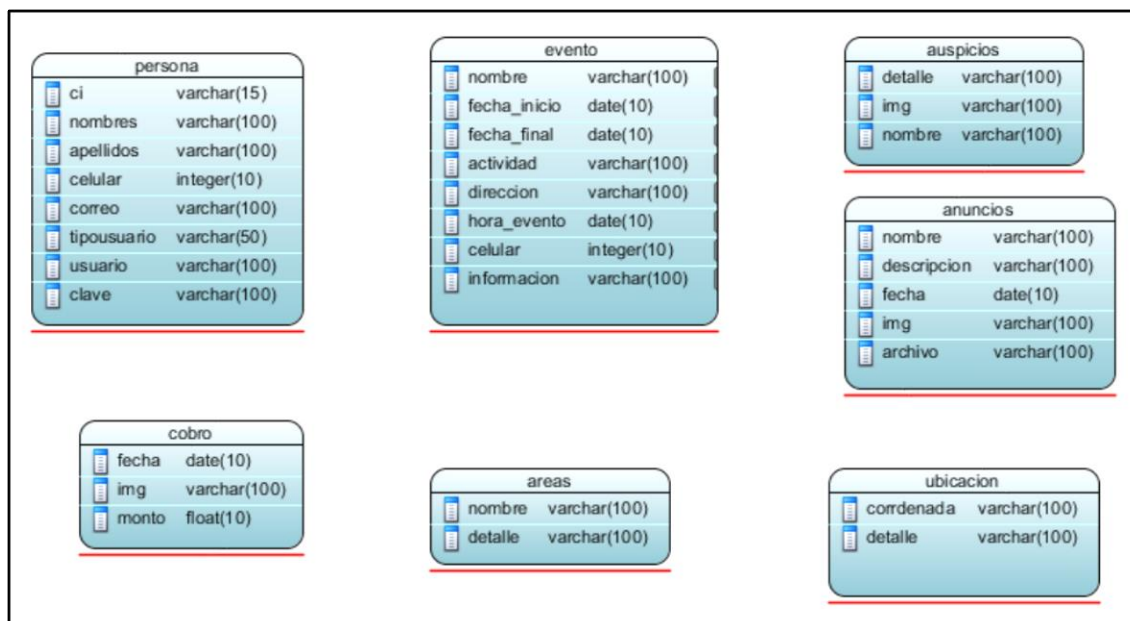 persona
ci varchar(15)
nombres varchar(100)
apellidos varchar(100)
celular integer(10)
correo varchar(100)
tipousuario varchar(50)
usuario varchar(100)
clave varchar(100)
evento
nombre varchar(100)
fecha_inicio date(10)
fecha_final date(10)
actividad varchar(100)
direccion varchar(100)
hora_evento date(10)
celular integer(10)
informacion varchar(100)
auspicios
detalle varchar(100)
img varchar(100)
nombre varchar(100)
anuncios
nombre varchar(100)
descripcion varchar(100)
fecha date(10)
img varchar(100)
archivo varchar(100)
cobro
fecha date(10)
img varchar(100)
monto float(10)
areas
nombre varchar(100)
detalle varchar(100)
ubicacion
corrdenada varchar(100)
detalle varchar(100)